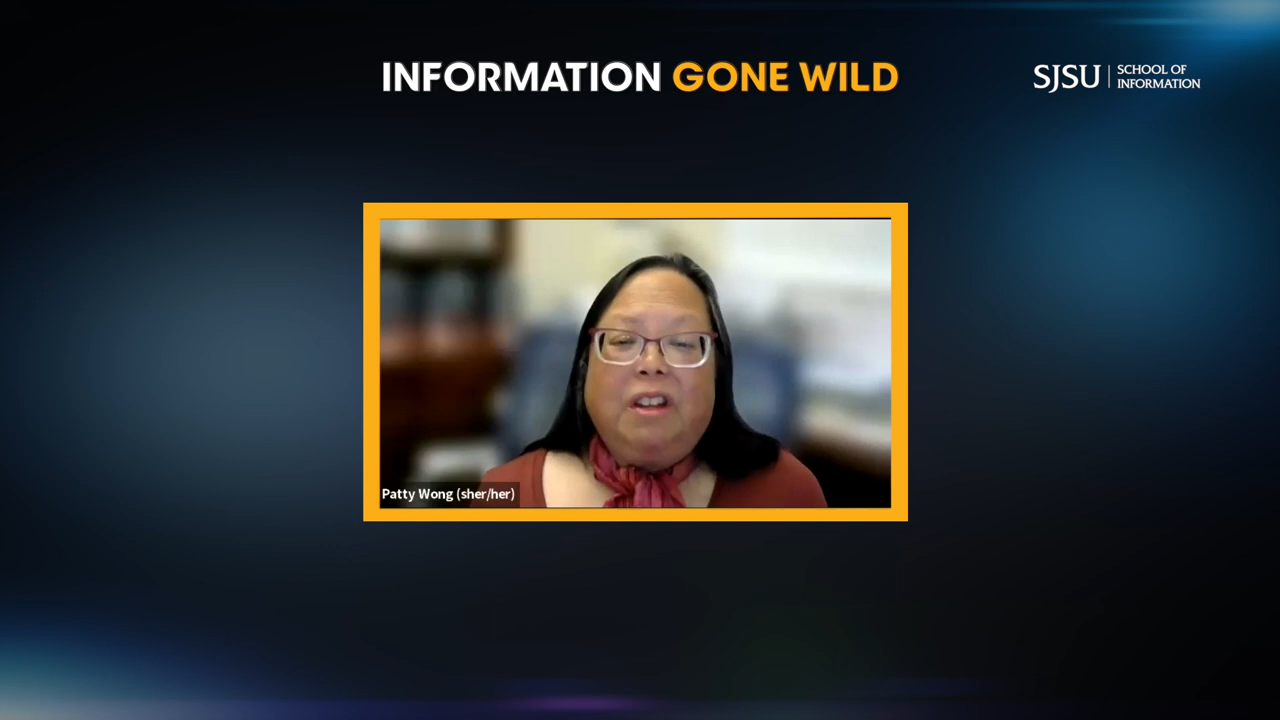 INFORMATION GONE WILD
SJSU
SCHOOL OF
INFORMATION
Patty Wong (sher/her)